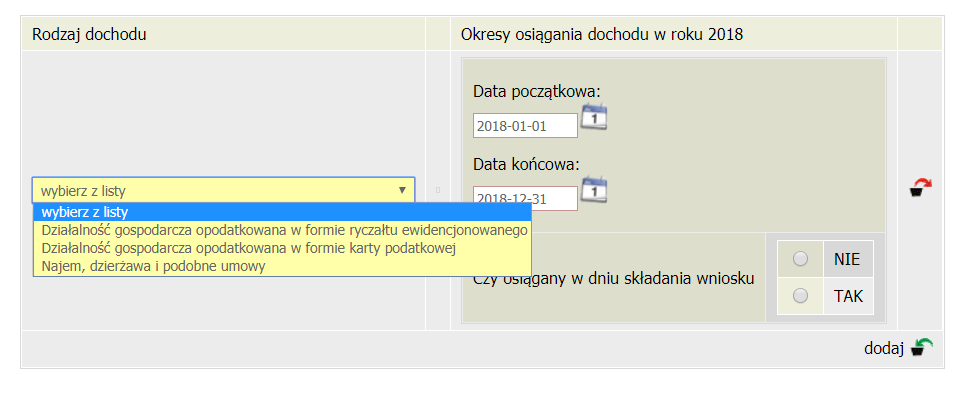 Rodzaj dochodu
Okresy osiągania dochodu w roku 2018
Data początkowa:
2018-01-01
1
Data końcowa:
2018-12-31
1
wybierz z listy
wybierz z listy
Działalność gospodarcza opodatkowana w formie ryczałtu ewidencjonowanego
Działalność gospodarcza opodatkowana w formie karty podatkowej
Najem, dzierżawa i podobne umowy
Czy osiągany w dniu składania wniosku
NIE
TAK
dodaj